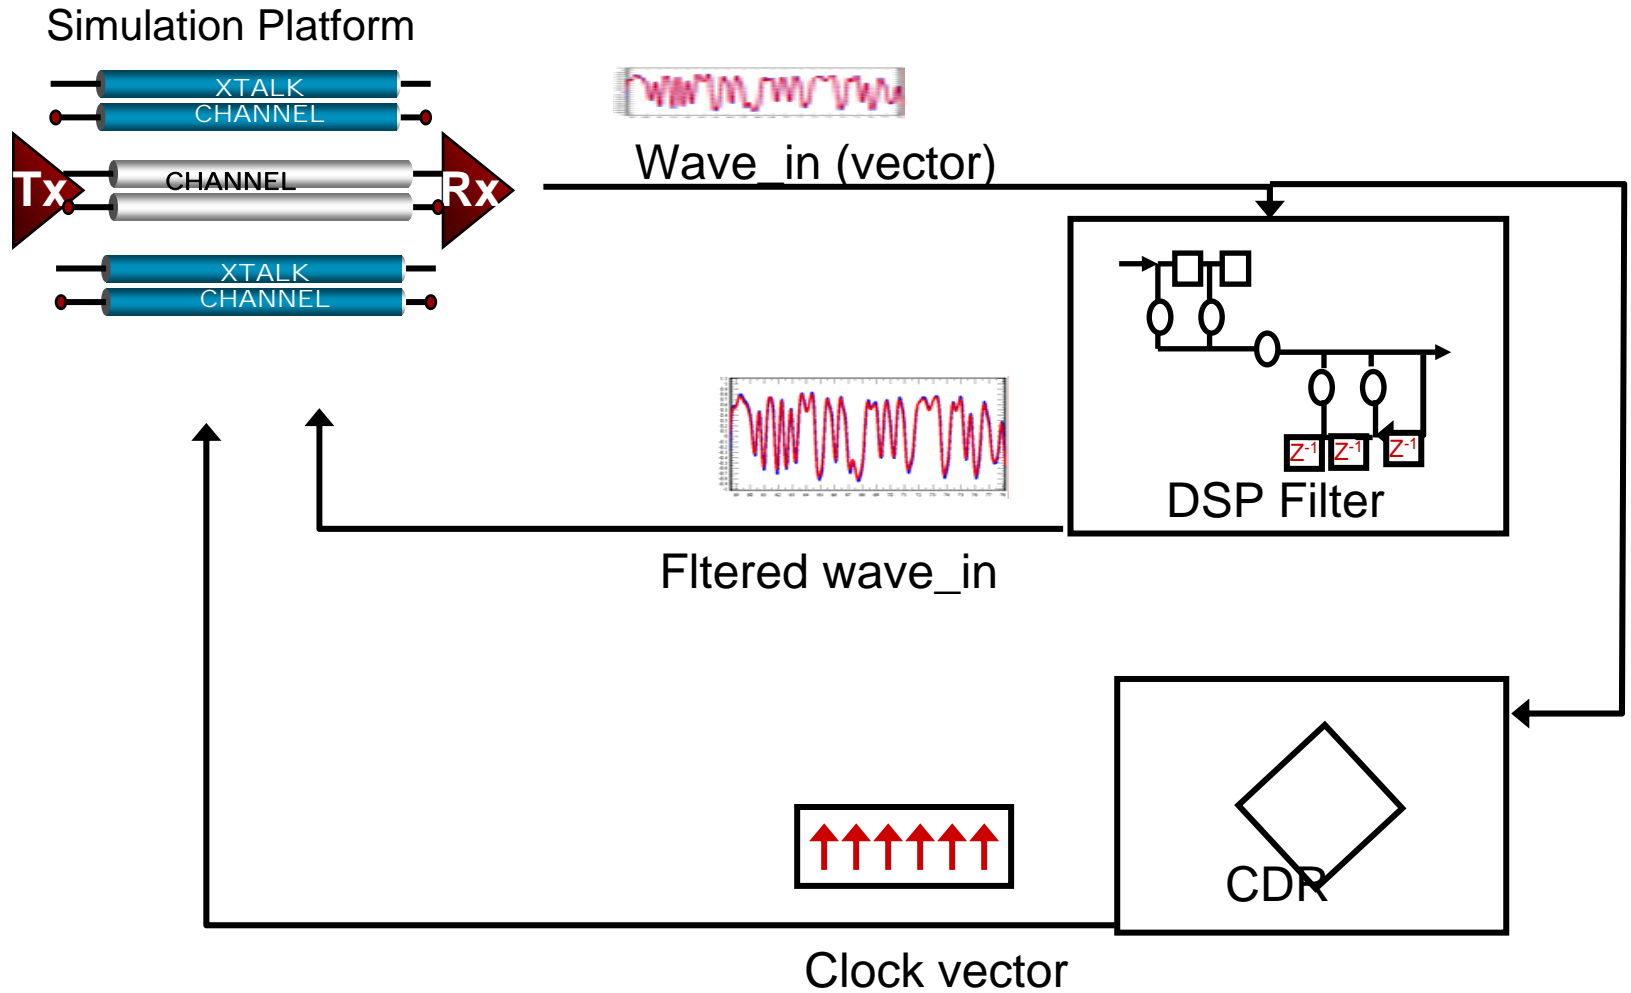 Simulation Platform
XTALK
CHANNEL
Tx
CHANNEL
Rx
XTALK
CHANNEL
Wave_in (vector)
Z-1
Z-1
Z-1
DSP Filter
Fltered wave_in
CDR
Clock vector